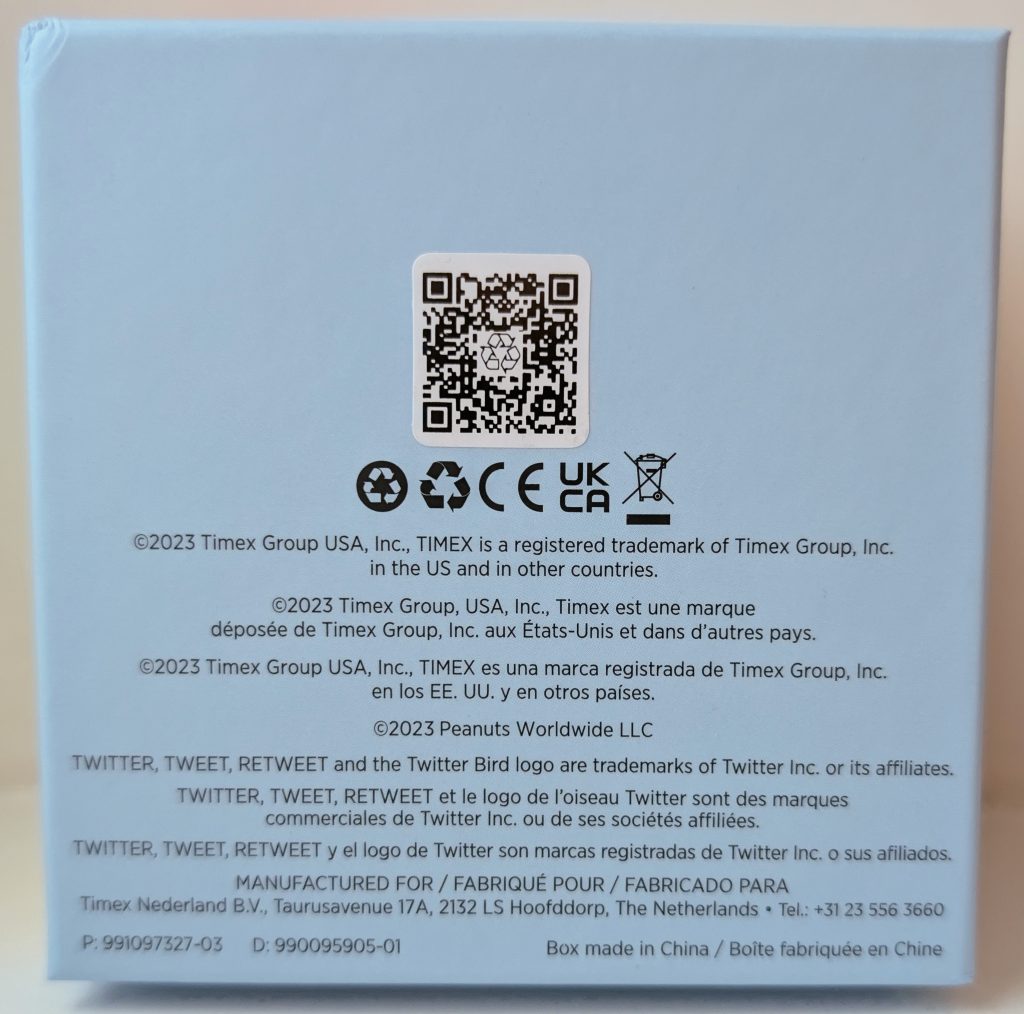 CE UK
CA
©2023 Timex Group USA, Inc., TIMEX is a registered trademark of Timex Group, Inc.
in the US and in other countries.
©2023 Timex Group, USA, Inc., Timex est une marque
déposée de Timex Group, Inc. aux États-Unis et dans d'autres pays.
©2023 Timex Group USA, Inc., TIMEX es una marca registrada de Timex Group, Inc.
en los EE. UU. y en otros países.
©2023 Peanuts Worldwide LLC
TWITTER, TWEET, RETWEET and the Twitter Bird logo are trademarks of Twitter Inc. or its affiliates.
TWITTER, TWEET, RETWEET et le logo de l'oiseau Twitter sont des marques
commerciales de Twitter Inc. ou de ses sociétés affiliées.
TWITTER, TWEET, RETWEET y el logo de Twitter son marcas registradas de Twitter Inc. o sus afiliados.
MANUFACTURED FOR / FABRIQUÉ POUR / FABRICADO PARA
Timex Nederland B.V., Taurusavenue 17A, 2132 LS Hoofddorp, The Netherlands • Tel.: +31 23 556 3660
P: 991097327-03 D: 990095905-01 Box made in China / Boîte fabriquée en Chine